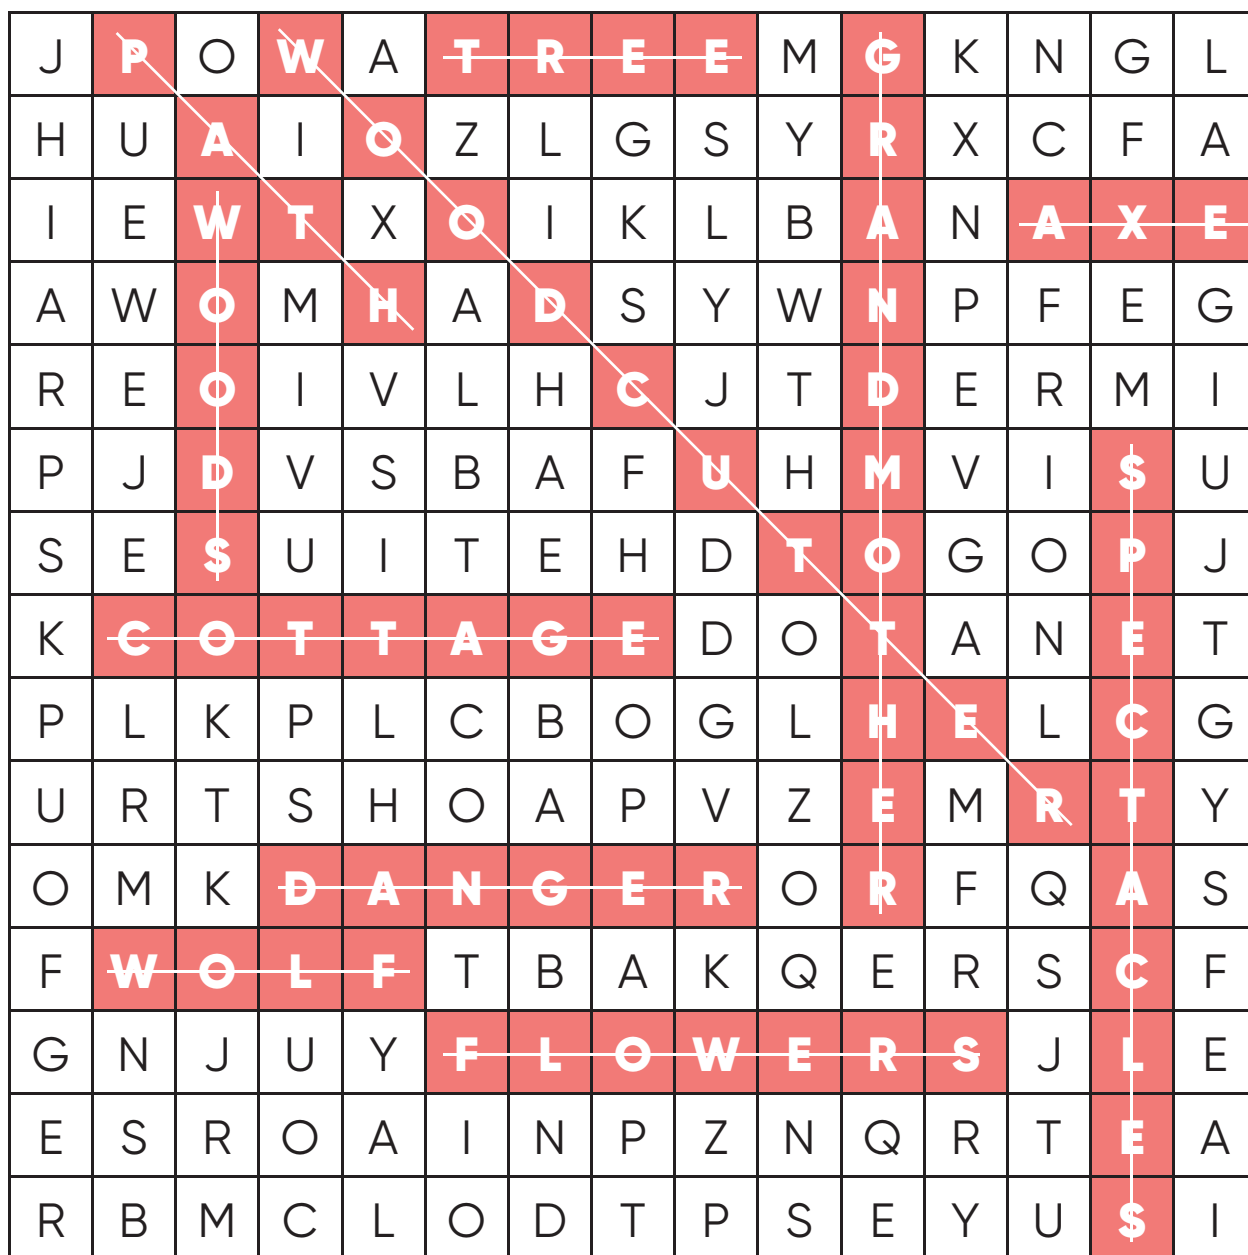 J P O W A T R E E M G K N G L
H U A I O Z L G S Y R X C F A
I E W T X O I K L B A N A X E
A W O M H A D S Y W N P F E G
R E O I V L H C J T D E R M I
P J D V S B A F U H M V I S U
S E S U I T E H D T O G O P J
K C O T T A G E D O T A N E T
P L K P L C B O G L H E L C G
U R T S H O A P V Z E M R T Y
O M K D A N G E R O R F Q A S
F W O L F T B A K Q E R S C F
G N J U Y F L O W E R S J L E
E S R O A I N P Z N Q R T E A
R B M C L O D T P S E Y U S I